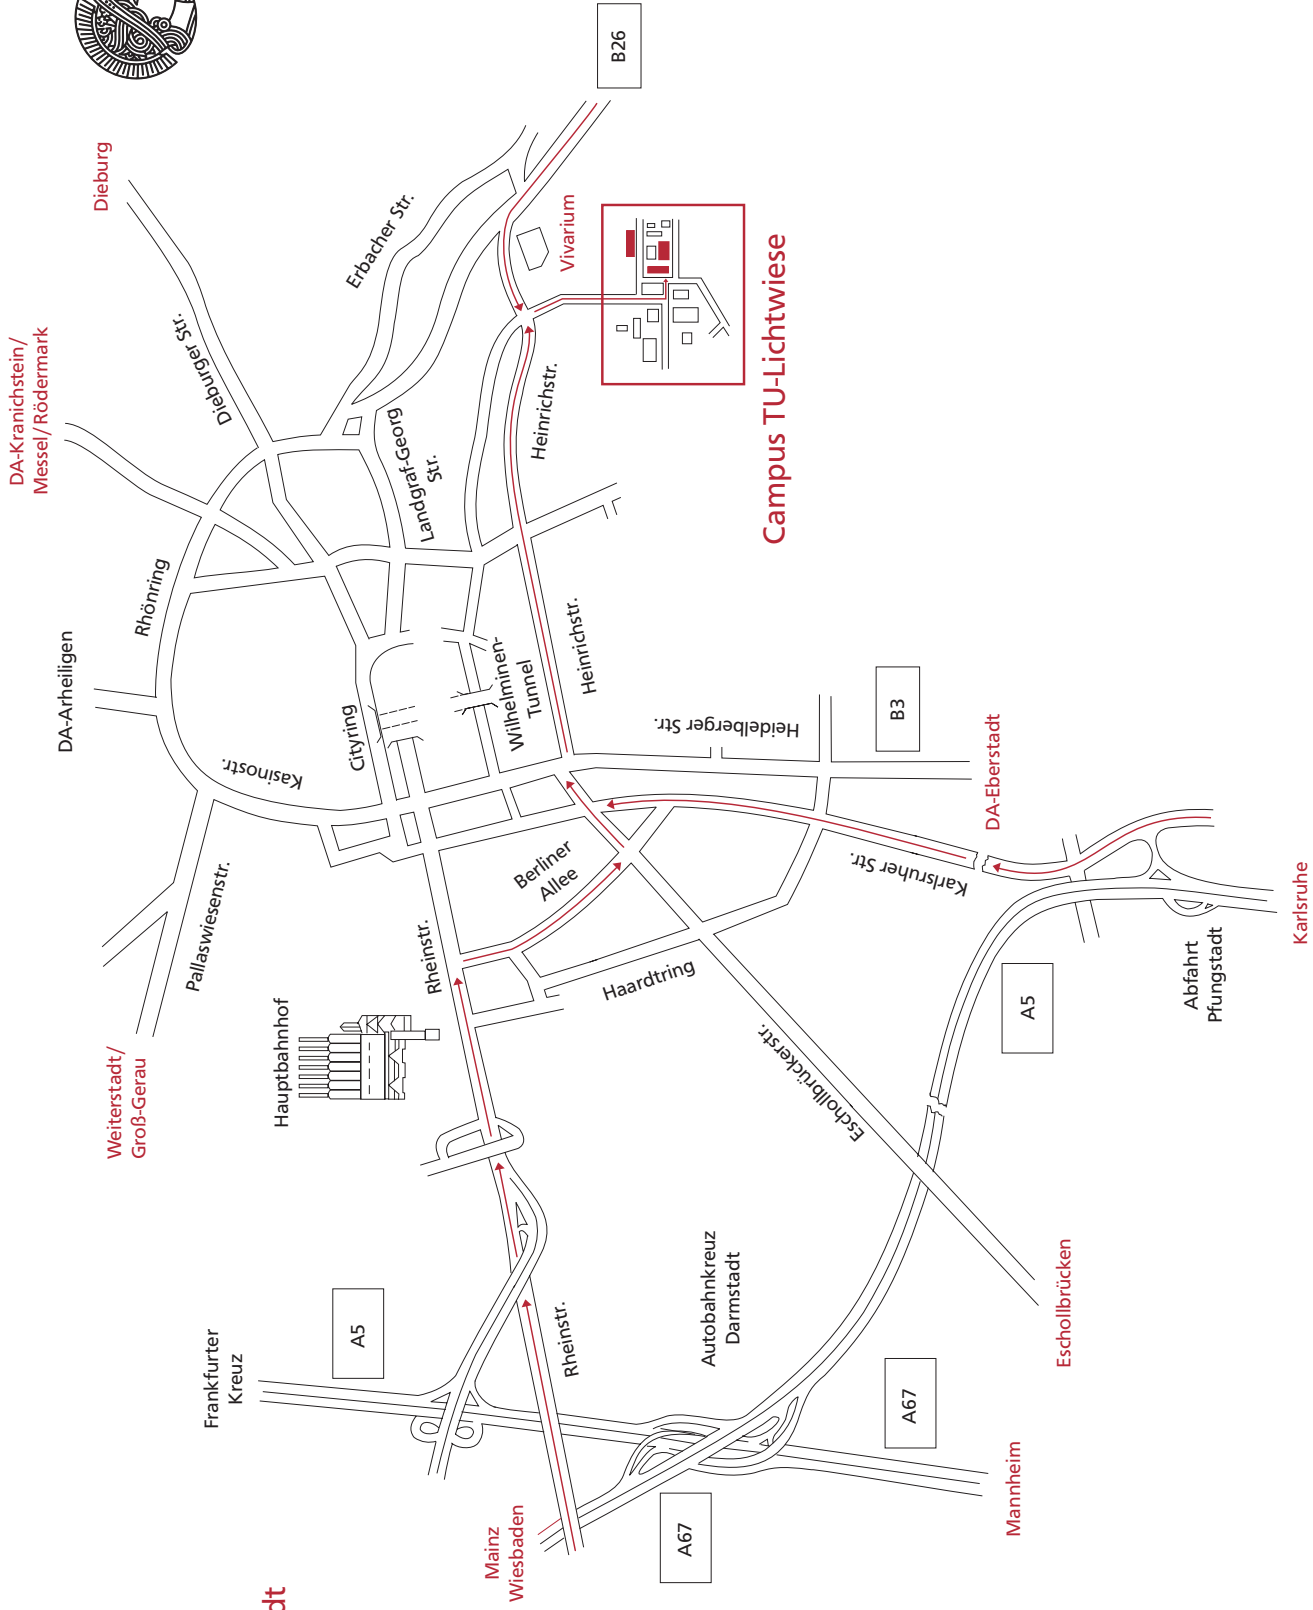 dt
DA-Kranichstein/
Messel/Rödermark
Dieburg
DA-Arheiligen
Weiterstadt/
Groß-Gerau
Rhönring
Dieburger Str.
Erbacher Str.
B26
Pallaswiesenstr.
Kasinostr.
Cityring
Landgraf-Georg
Str.
Vivarium
Frankfurter
Kreuz
A5
Hauptbahnhof
Rheinstr.
Wilhelminen-
Tunnel
Heinrichstr.
Heinrichstr.
Campus TU-Lichtwiese
Mainz
Wiesbaden
Rheinstr.
Berliner
Allee
Haardtring
Heidelberger Str.
B3
A67
Autobahnkreuz
Darmstadt
Eschollbrückerstr.
Karlsruher Str.
DA-Eberstadt
A67
Mannheim
Eschollbrücken
A5
Abfahrt
Pfungstadt
Karlsruhe